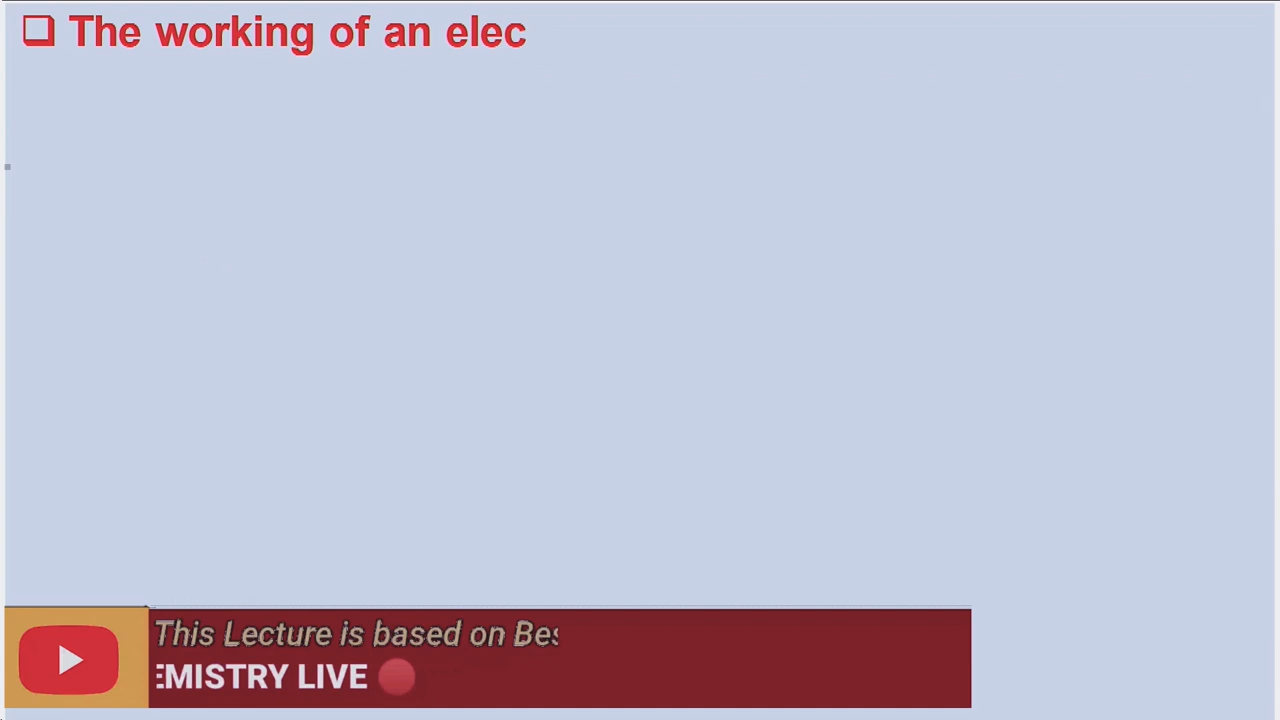 The working of an elec
This Lecture is based on Bes
EMISTRY LIVE